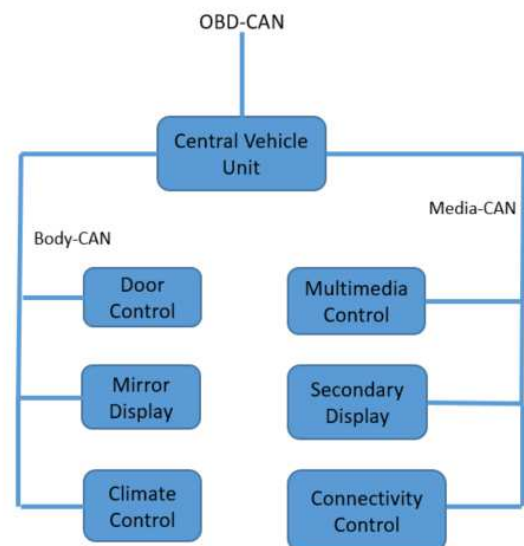 OBD-CAN
Central Vehicle
Unit
Media-CAN
Body-CAN
Door
Control
Multimedia
Control
Mirror
Display
Secondary
Display
Climate
Control
Connectivity
Control